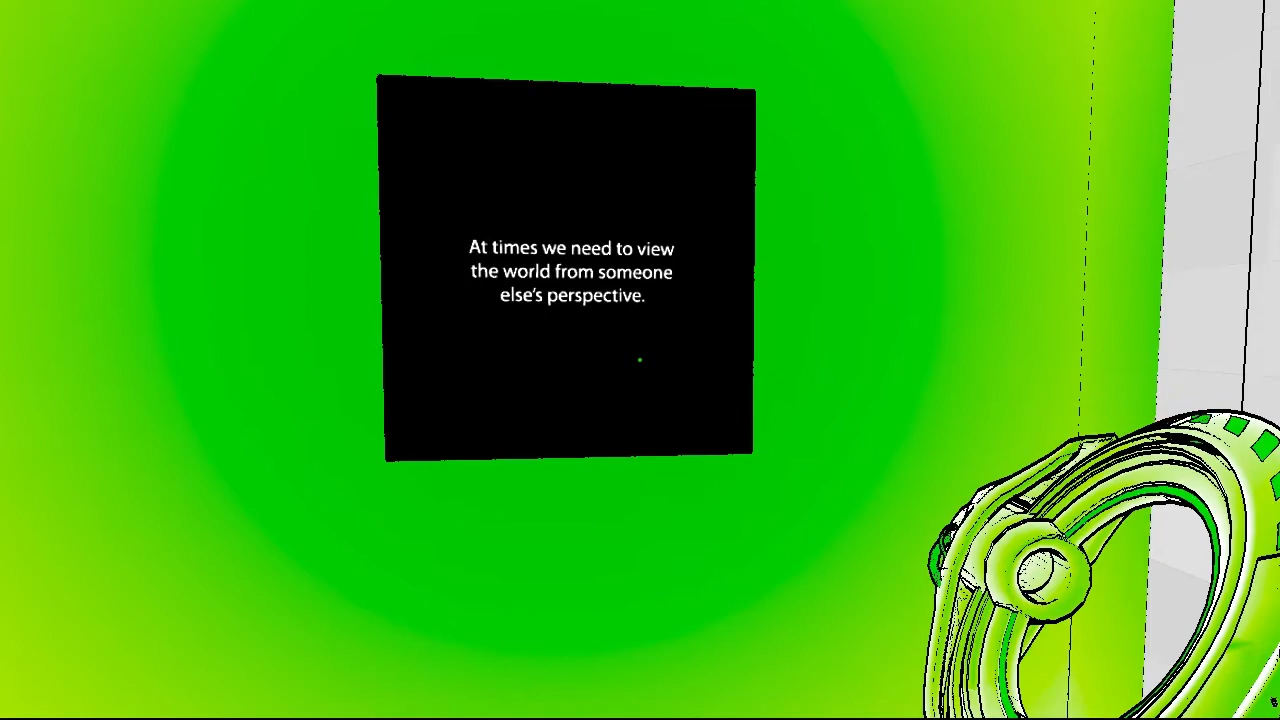 At times we need to view
the world from someone
else's perspective.